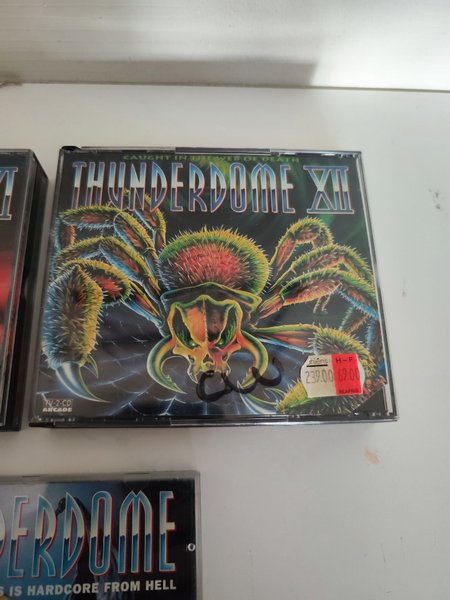 CAUGHT IN THE WEB OF DEATH
THUNDERDOME XII
VI
H-F
239.00
69.00
TV-2-CD
ARCADE
DERDOME
S IS HARDCORE FROM HELL